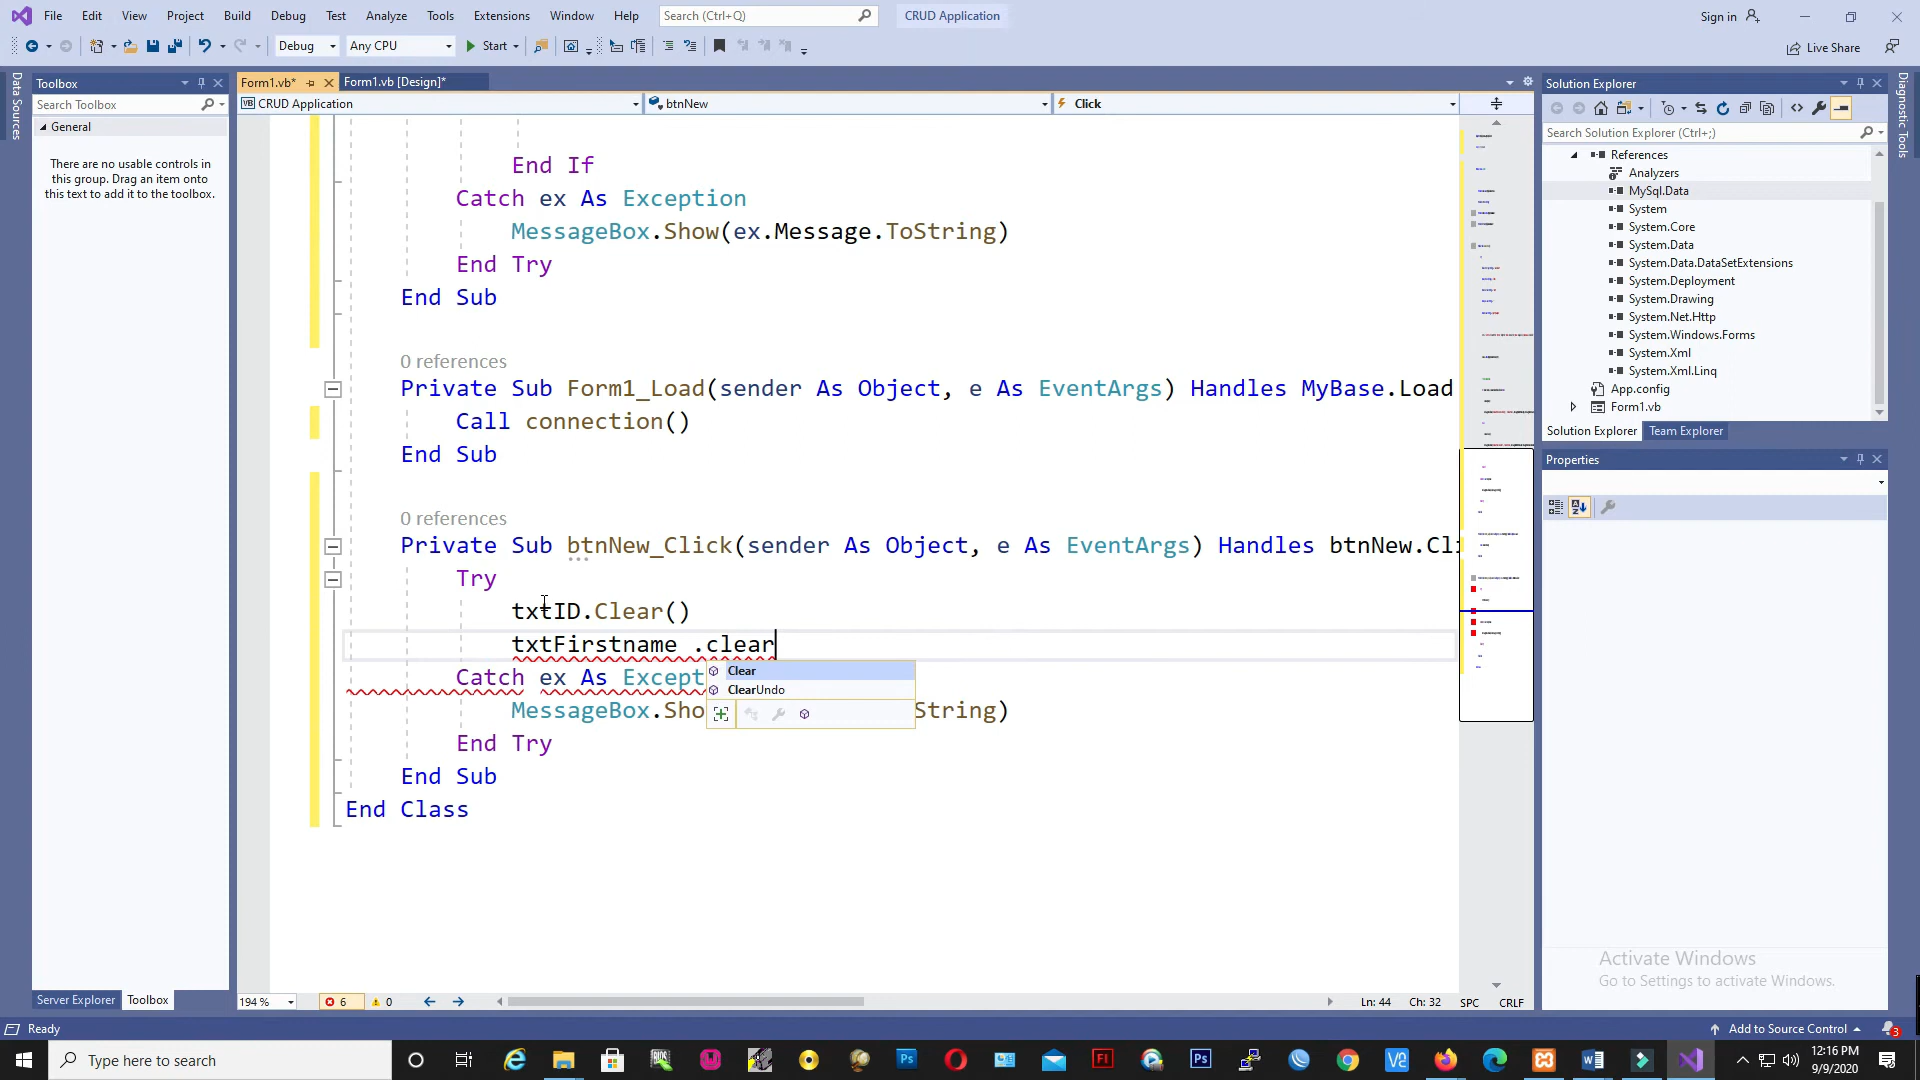 File Edit View Project Build Debug Test Analyze Tools Extensions Window Help Search (Ctrl+Q) CRUD Application Sign in
Debug Any CPU Start Live Share
Data Sources
Toolbox
Search Toolbox
General
There are no usable controls in
this group. Drag an item onto
this text to add it to the toolbox.
Server Explorer Toolbox
Form1.vb* Form1.vb [Design]*
CRUD Application btnNew Click
End If
Catch ex As Exception
MessageBox.Show(ex.Message.ToString)
End Try
End Sub
0 references
Private Sub Form1_Load(sender As Object, e As EventArgs) Handles MyBase.Load
Call connection()
End Sub
0 references
Private Sub btnNew_Click(sender As Object, e As EventArgs) Handles btnNew.Cli
Try
txtID.Clear()
txtFirstname .clear
Catch ex As Except
Clear
ClearUndo
MessageBox.Sho String)
End Try
End Sub
End Class
194 % 6 0 Ln: 44 Ch: 32 SPC CRLF
Solution Explorer
Search Solution Explorer (Ctrl+;)
References
Analyzers
MySql.Data
System
System.Core
System.Data
System.Data.DataSetExtensions
System.Deployment
System.Drawing
System.Net.Http
System.Windows.Forms
System.Xml
System.Xml.Linq
App.config
Form1.vb
Solution Explorer Team Explorer
Properties
Diagnostic Tools
Activate Windows
Go to Settings to activate Windows.
Ready Add to Source Control 3
Type here to search
12:16 PM
9/9/2020